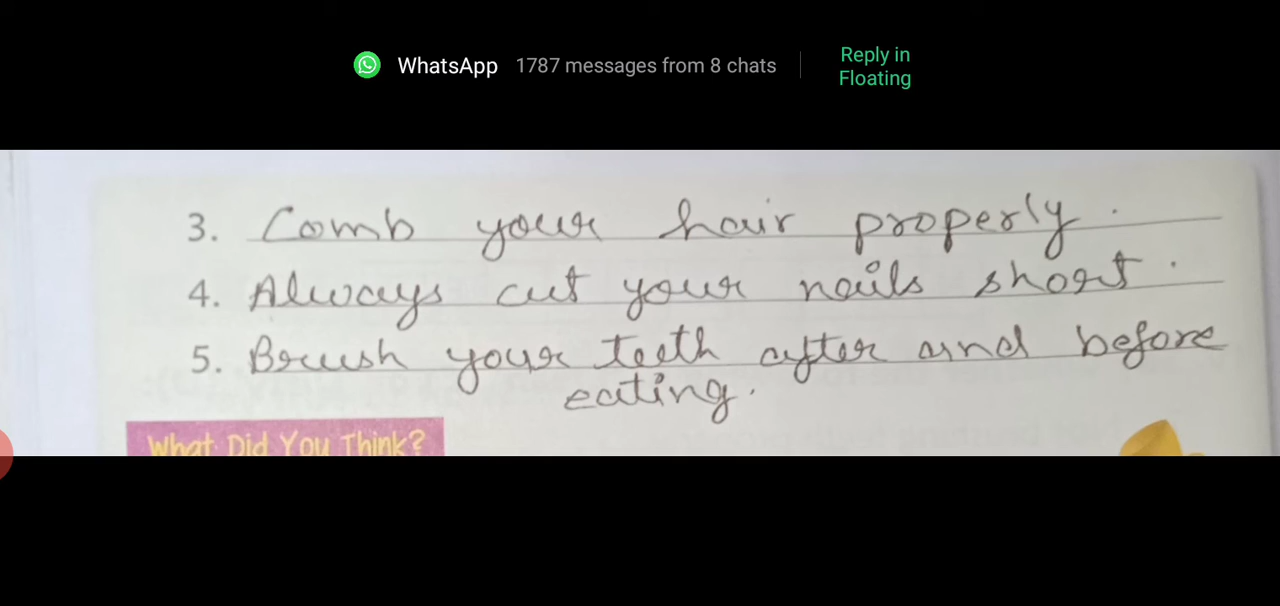 WhatsApp 1787 messages from 8 chats Reply in
Floating
3. Comb your hair properly.
4. Always cut your nails short.
5. Brush your teeth after and before
eating.
What Did You Think?